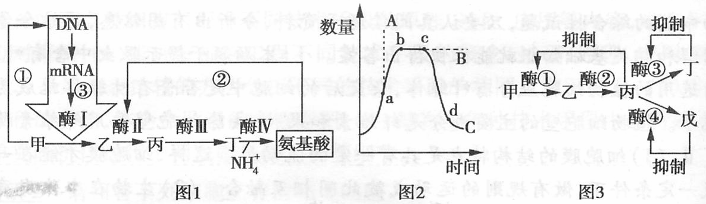 DNA
①
mRNA
③
酶Ⅰ
②
酶Ⅱ 酶Ⅲ 酶Ⅳ
甲 乙 丙 丁 氨基酸
NH₄⁺
图1
数量
A
b c
B
a
d
C
时间
图2
抑制 抑制
酶① 酶② 酶③ 丁
甲 乙 丙
酶④ 戊
抑制
图3